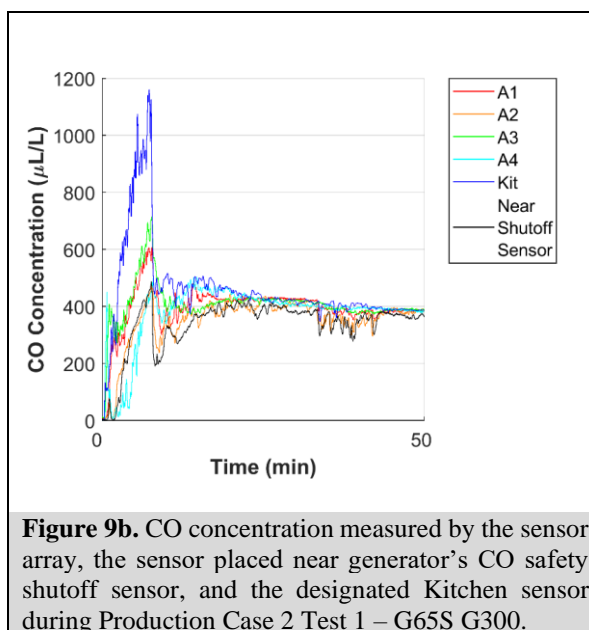 1200
1000
800
600
400
200
0
CO Concentration (μL/L)
0
50
Time (min)
A1
A2
A3
A4
Kit
Near
Shutoff
Sensor
Figure 9b. CO concentration measured by the sensor
array, the sensor placed near generator's CO safety
shutoff sensor, and the designated Kitchen sensor
during Production Case 2 Test 1 – G65S G300.